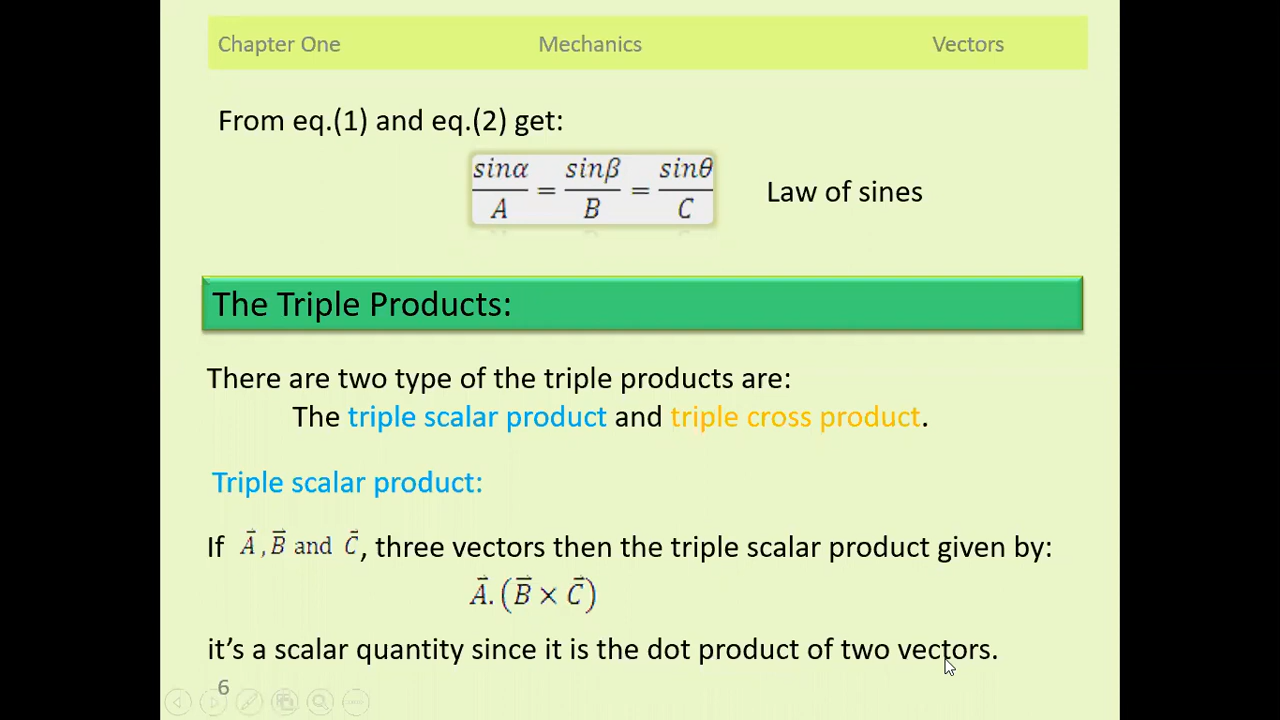 Chapter One Mechanics Vectors
From eq.(1) and eq.(2) get:
sinα/A = sinβ/B = sinθ/C Law of sines
The Triple Products:
There are two type of the triple products are:
The triple scalar product and triple cross product.
Triple scalar product:
If A⃗ , B⃗ and C⃗, three vectors then the triple scalar product given by:
A⃗. (B⃗ × C⃗)
it’s a scalar quantity since it is the dot product of two vectors.
6